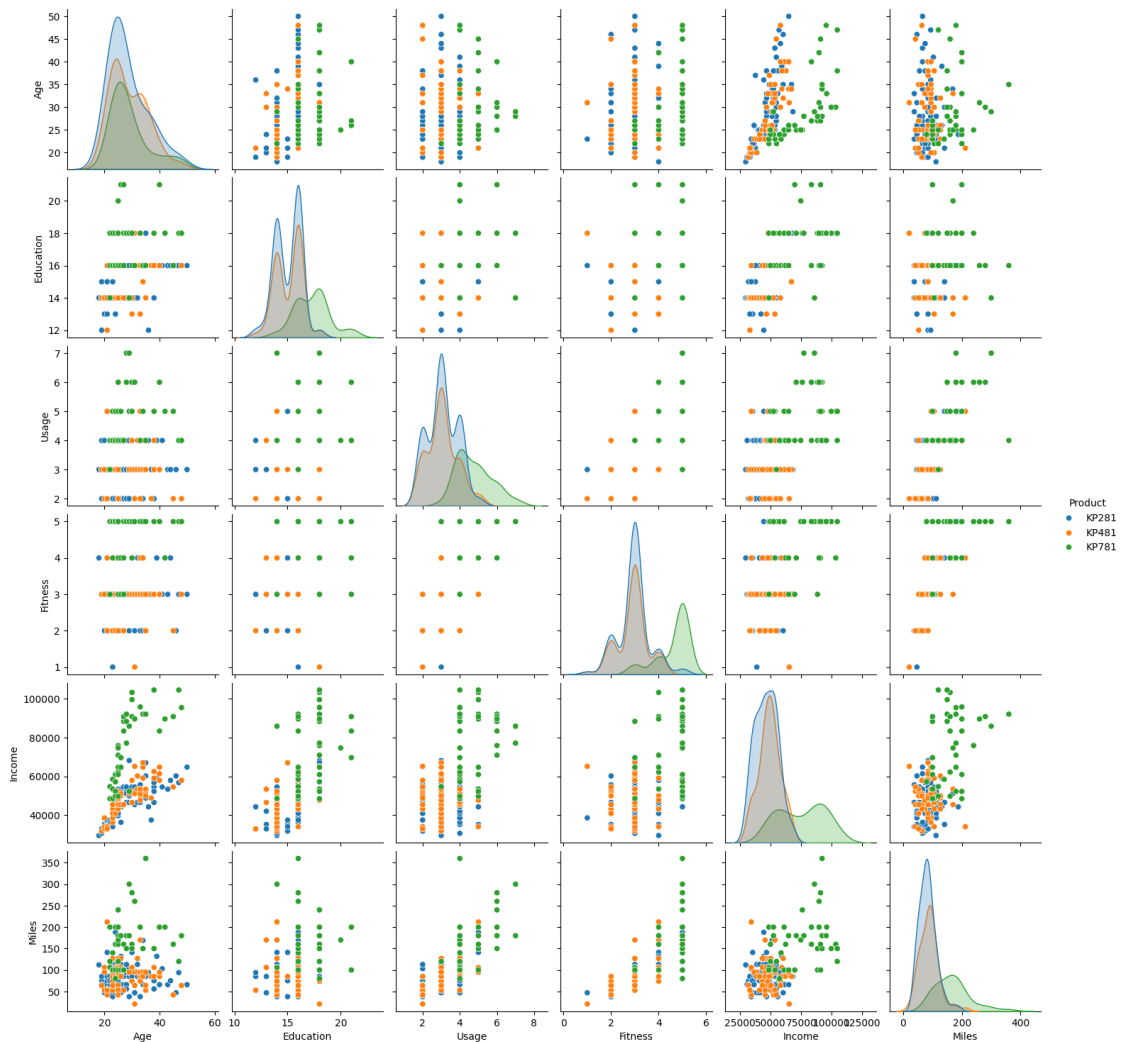 50
45
40
35
30
25
20
Age
20
18
16
14
12
Education
7
6
5
4
3
2
Usage
5
4
3
2
1
Fitness
Product
KP281
KP481
KP781
100000
80000
60000
40000
Income
350
300
250
200
150
100
50
Miles
20 40 60
10 15 20
2 4 6 8
0 2 4 6
25000 50000 75000 100000 125000
0 200 400
Age Education Usage Fitness Income Miles